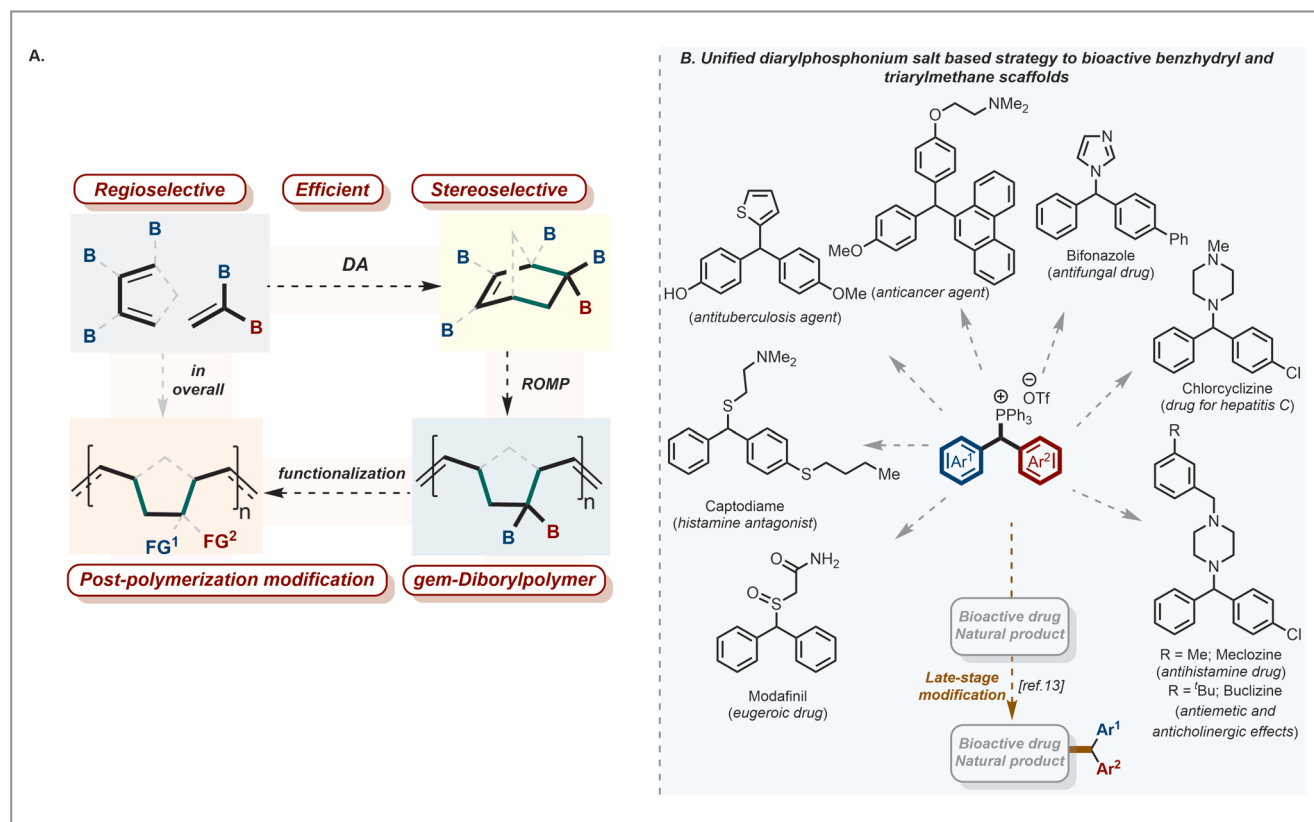 A.
Regioselective
Efficient
Stereoselective
B
B
B
B
B
DA
B
B
B
B
B
in
overall
ROMP
n
FG1
FG2
functionalization
n
B
B
Post-polymerization modification
gem-Diborylpolymer
B. Unified diarylphosphonium salt based strategy to bioactive benzhydryl and
triarylmethane scaffolds
S
HO
OMe
(antituberculosis agent)
NMe2
O
MeO
(anticancer agent)
N
N
Ph
Bifonazole
(antifungal drug)
Me
N
N
Cl
Chlorcyclizine
(drug for hepatitis C)
NMe2
S
S
Me
Captodiame
(histamine antagonist)
⊕
PPh3
⊖
OTf
Ar1
Ar2
R
N
N
Cl
R = Me; Meclozine
(antihistamine drug)
R = tBu; Buclizine
(antiemetic and
anticholinergic effects)
O
NH2
O
S
Modafinil
(eugeroic drug)
Bioactive drug
Natural product
Late-stage
modification
[ref.13]
Bioactive drug
Natural product
Ar1
Ar2